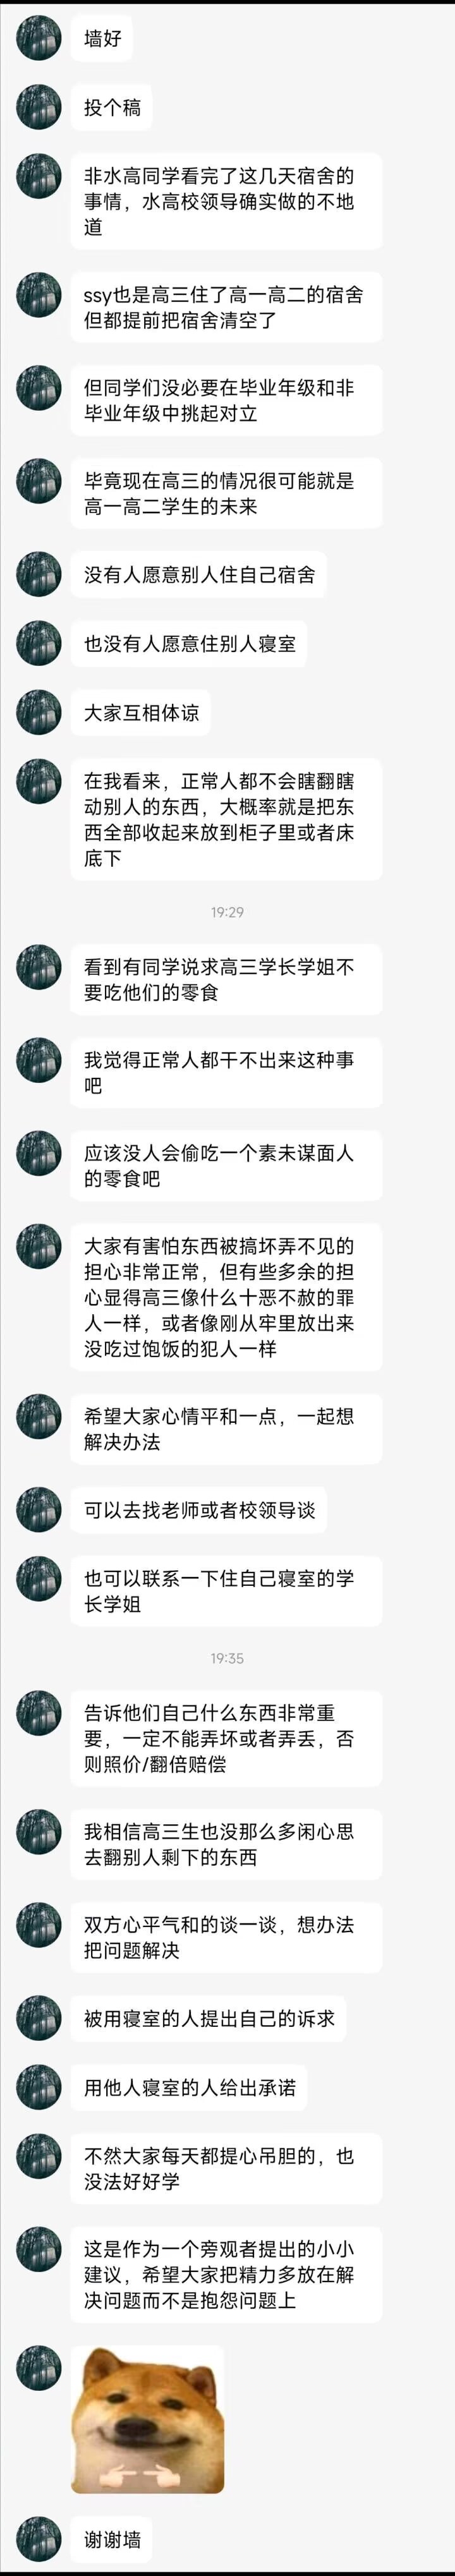 墙好
投个稿
非水高同学看完了这几天宿舍的
事情，水高校领导确实做的不地
道
ssy也是高三住了高一高二的宿舍
但都提前把宿舍清空了
但同学们没必要在毕业年级和非
毕业年级中挑起对立
毕竟现在高三的情况很可能就是
高一高二学生的未来
没有人愿意别人住自己宿舍
也没有人愿意住别人寝室
大家互相体谅
在我看来，正常人都不会瞎翻瞎
动别人的东西，大概率就是把东
西全部收起来放到柜子里或者床
底下
19:29
看到有同学说求高三学长学姐不
要吃他们的零食
我觉得正常人都干不出来这种事
吧
应该没人会偷吃一个素未谋面人
的零食吧
大家有害怕东西被搞坏弄不见的
担心非常正常，但有些多余的担
心显得高三像什么十恶不赦的罪
人一样，或者像刚从牢里放出来
没吃过饱饭的犯人一样
希望大家心情平和一点，一起想
解决办法
可以去找老师或者校领导谈
也可以联系一下住自己寝室的学
长学姐
19:35
告诉他们自己什么东西非常重
要，一定不能弄坏或者弄丢，否
则照价/翻倍赔偿
我相信高三生也没那么多闲心思
去翻别人剩下的东西
双方心平气和的谈一谈，想办法
把问题解决
被用寝室的人提出自己的诉求
用他人寝室的人给出承诺
不然大家每天都提心吊胆的，也
没法好好学
这是作为一个旁观者提出的小小
建议，希望大家把精力多放在解
决问题而不是抱怨问题上
谢谢墙